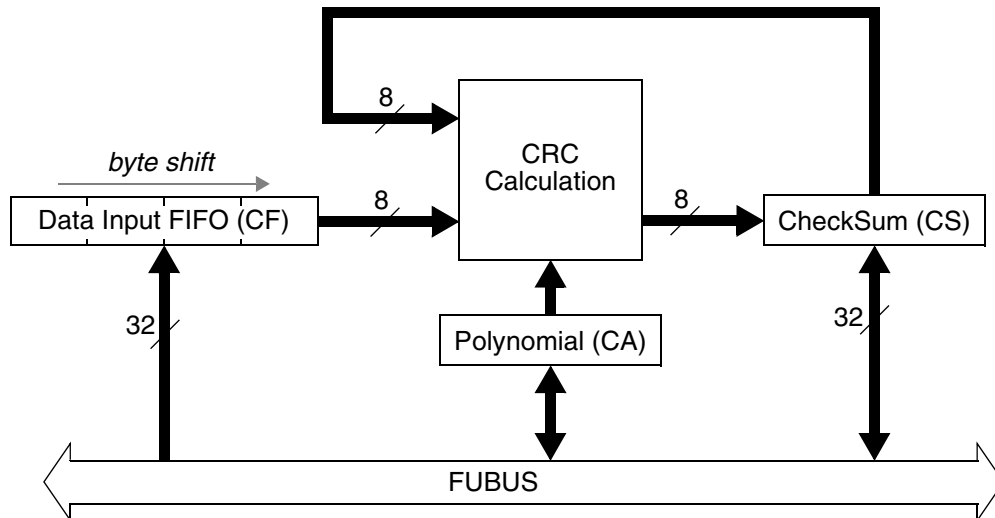 8
CRC
Calculation
byte shift
Data Input FIFO (CF)
8
8
CheckSum (CS)
32
Polynomial (CA)
32
FUBUS